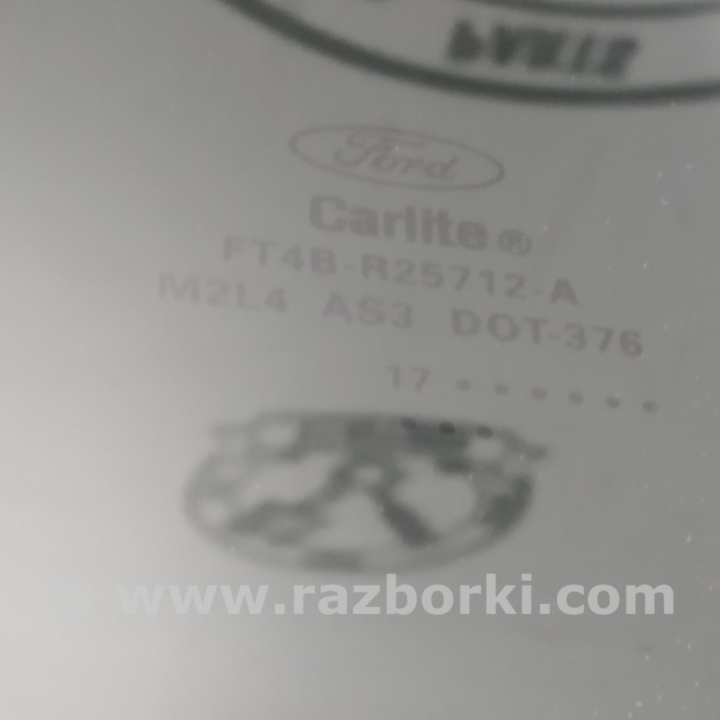 Ford
Carlite®
FT4B-R25712-A
M2L4 AS3 DOT-376
17 . . . . . .
www.razborki.com